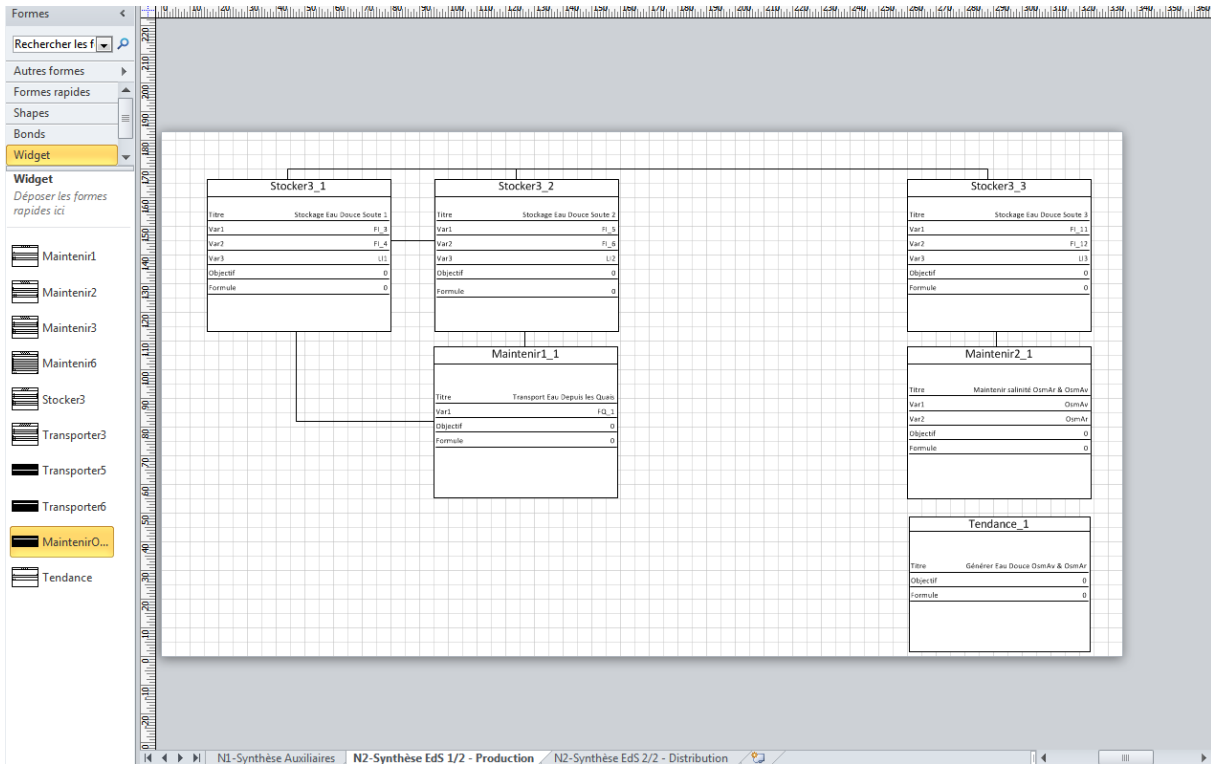 Formes
Rechercher les f
Autres formes
Formes rapides
Shapes
Bonds
Widget
Widget
Déposer les formes
rapides ici
Maintenir1
Maintenir2
Maintenir3
Maintenir6
Stocker3
Transporter3
Transporter5
Transporter6
MaintenirO...
Tendance
Stocker3_1
Titre Stockage Eau Douce Soute 1
Var1 FI_3
Var2 FI_4
Var3 LI1
Objectif 0
Formule 0
Stocker3_2
Titre Stockage Eau Douce Soute 2
Var1 FI_5
Var2 FI_6
Var3 LI2
Objectif 0
Formule 0
Stocker3_3
Titre Stockage Eau Douce Soute 3
Var1 FI_11
Var2 FI_12
Var3 LI3
Objectif 0
Formule 0
Maintenir1_1
Titre Transport Eau Depuis les Quais
Var1 FQ_1
Objectif 0
Formule 0
Maintenir2_1
Titre Maintenir salinité OsmAr & OsmAv
Var1 OsmAv
Var2 OsmAr
Objectif 0
Formule 0
Tendance_1
Titre Générer Eau Douce OsmAv & OsmAr
Objectif 0
Formule 0
N1-Synthèse Auxiliaires N2-Synthèse EdS 1/2 - Production N2-Synthèse EdS 2/2 - Distribution